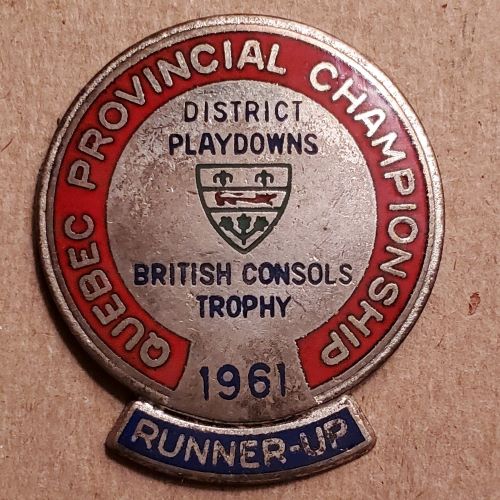 QUEBEC PROVINCIAL CHAMPIONSHIP
DISTRICT
PLAYDOWNS
BRITISH CONSOLS
TROPHY
1961
RUNNER-UP